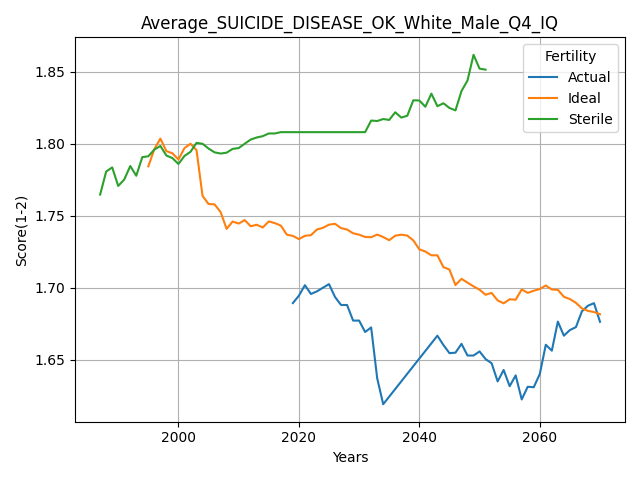 Average_SUICIDE_DISEASE_OK_White_Male_Q4_IQ
Fertility
Actual
Ideal
Sterile
Score(1-2)
1.85
1.80
1.75
1.70
1.65
2000 2020 2040 2060
Years